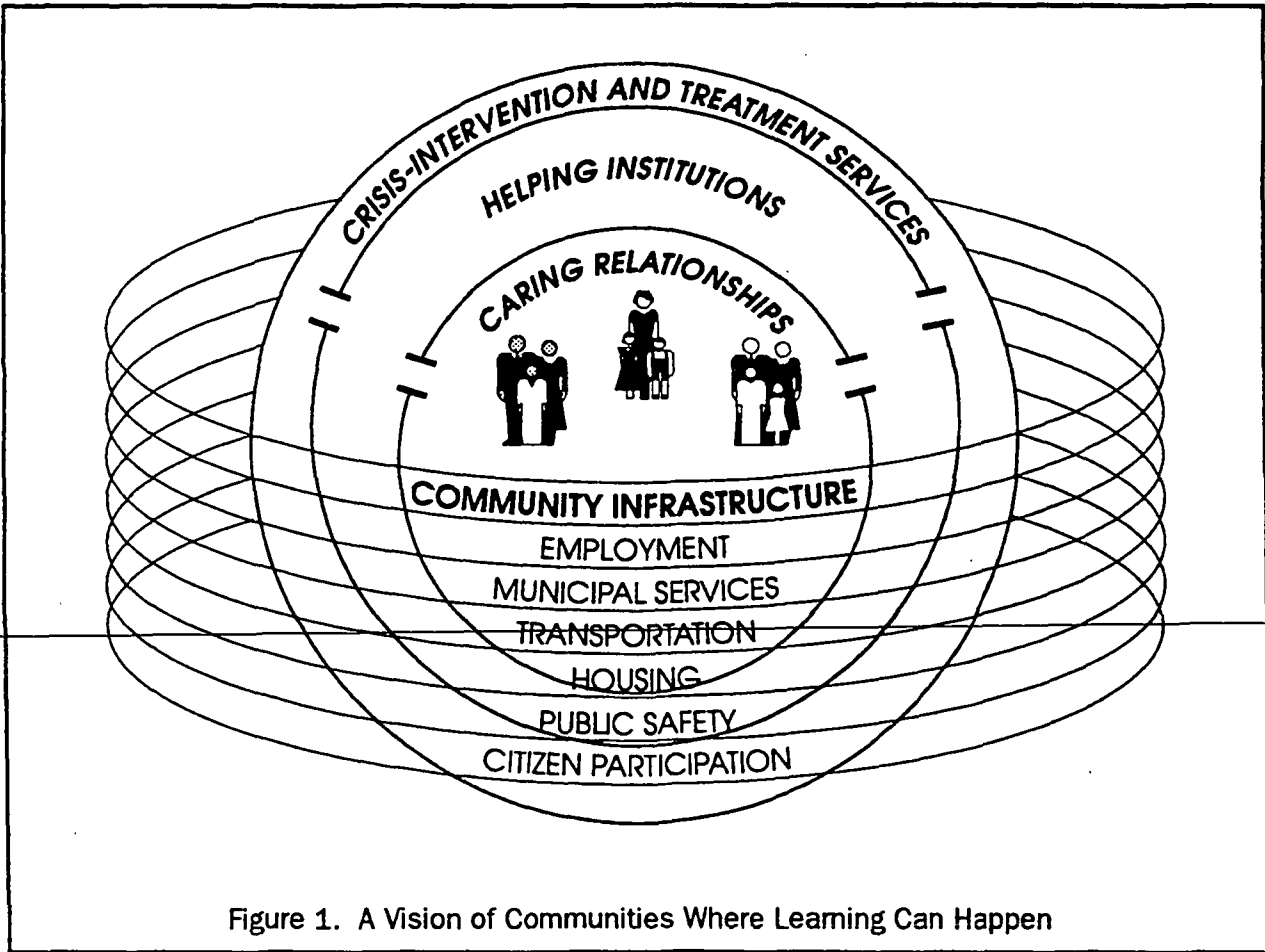 CRISIS-INTERVENTION AND TREATMENT SERVICES
HELPING INSTITUTIONS
CARING RELATIONSHIPS
COMMUNITY INFRASTRUCTURE
EMPLOYMENT
MUNICIPAL SERVICES
TRANSPORTATION
HOUSING
PUBLIC SAFETY
CITIZEN PARTICIPATION
Figure 1. A Vision of Communities Where Learning Can Happen